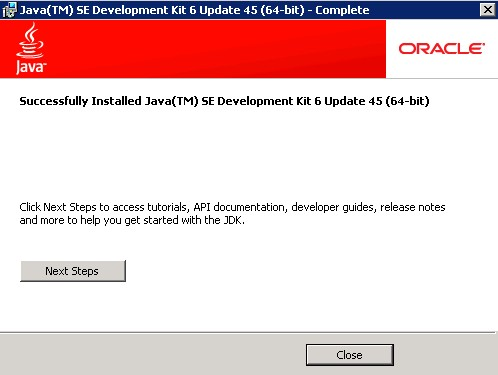 Java(TM) SE Development Kit 6 Update 45 (64-bit) - Complete
Java™
ORACLE®
Successfully Installed Java(TM) SE Development Kit 6 Update 45 (64-bit)
Click Next Steps to access tutorials, API documentation, developer guides, release notes
and more to help you get started with the JDK.
Next Steps
Close